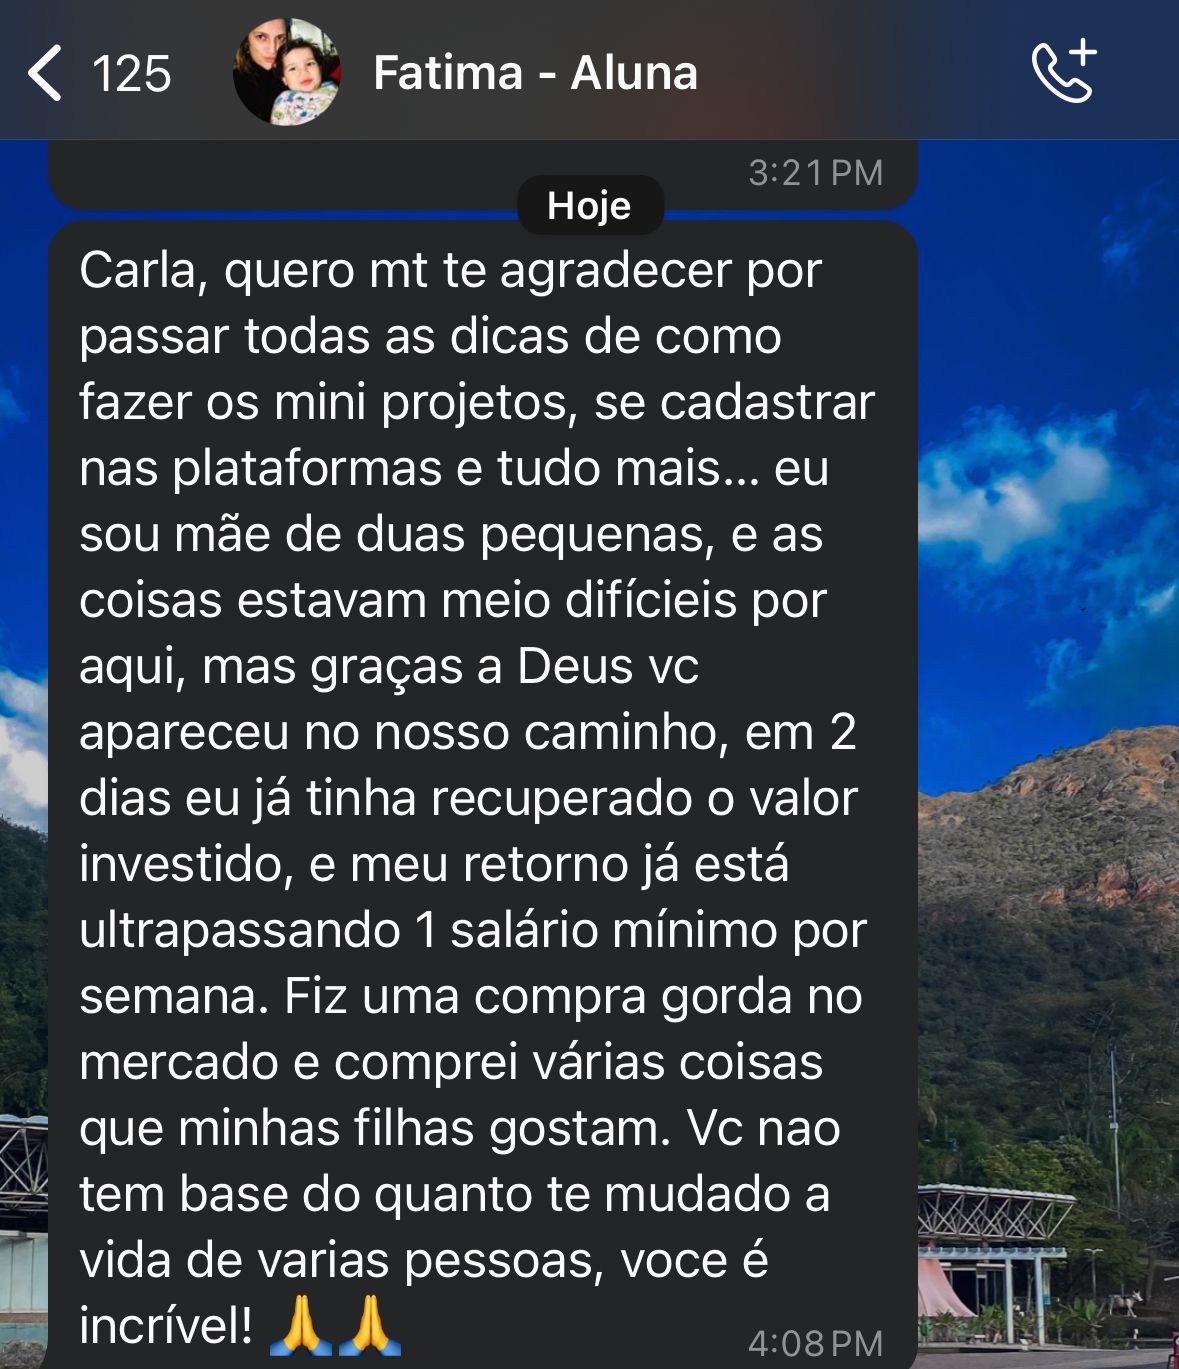 125
Fatima - Aluna
3:21 PM
Hoje
Carla, quero mt te agradecer por
passar todas as dicas de como
fazer os mini projetos, se cadastrar
nas plataformas e tudo mais... eu
sou mãe de duas pequenas, e as
coisas estavam meio difícieis por
aqui, mas graças a Deus vc
apareceu no nosso caminho, em 2
dias eu já tinha recuperado o valor
investido, e meu retorno já está
ultrapassando 1 salário mínimo por
semana. Fiz uma compra gorda no
mercado e comprei várias coisas
que minhas filhas gostam. Vc nao
tem base do quanto te mudado a
vida de varias pessoas, voce é
incrível! 🙏🙏
4:08 PM